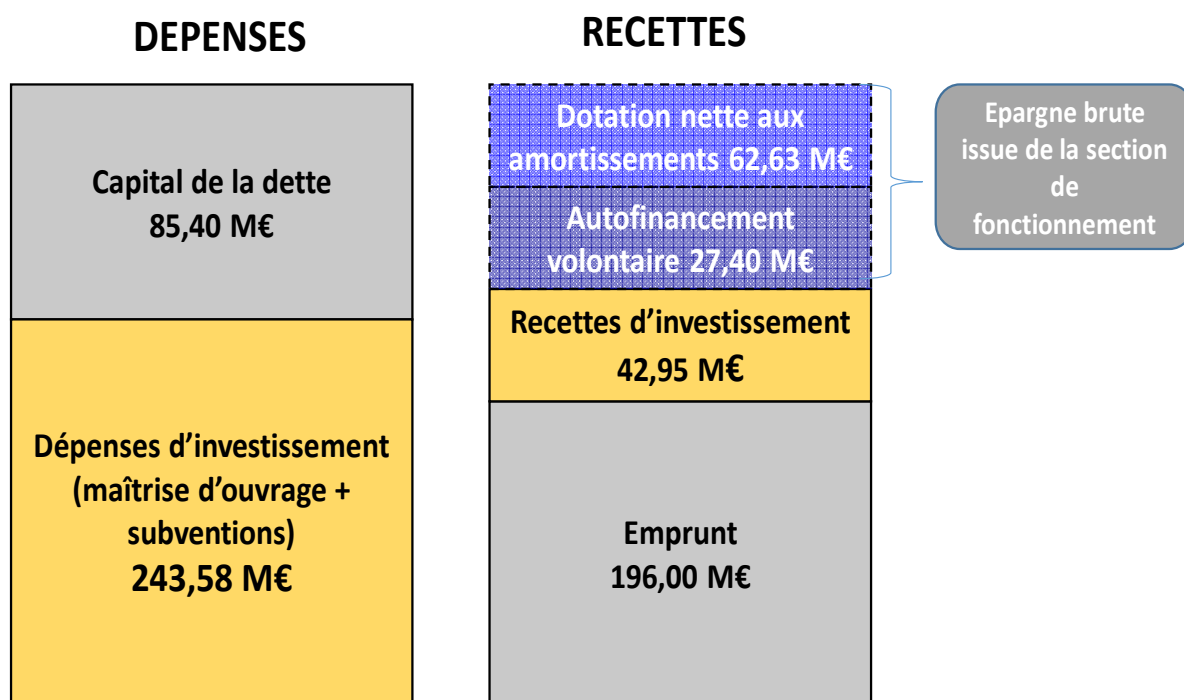 DEPENSES
RECETTES
Capital de la dette
85,40 M€
Dépenses d’investissement
(maîtrise d’ouvrage +
subventions)
243,58 M€
Dotation nette aux
amortissements 62,63 M€
Autofinancement
volontaire 27,40 M€
Recettes d’investissement
42,95 M€
Emprunt
196,00 M€
Epargne brute
issue de la section
de
fonctionnement